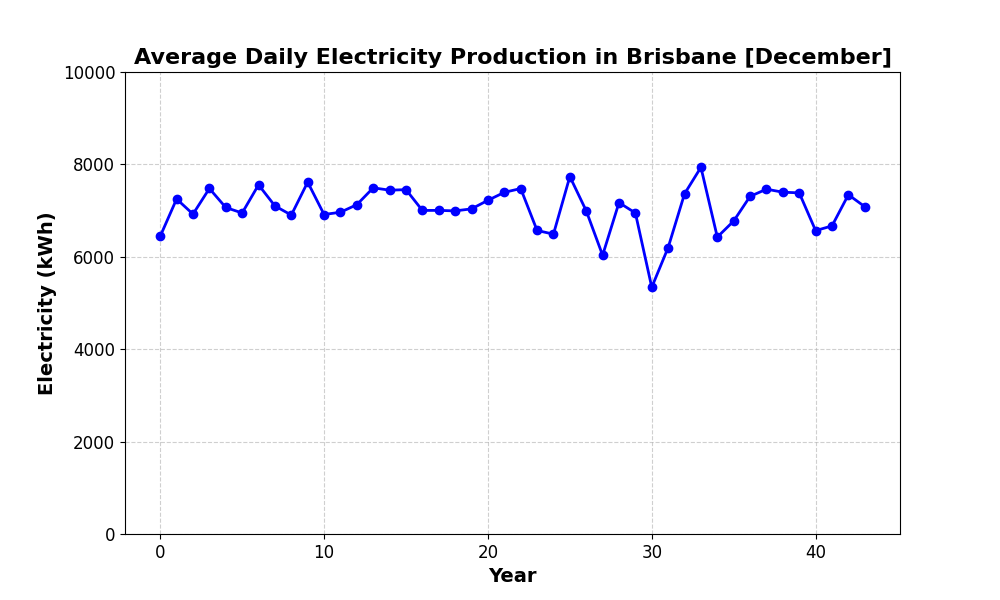 Average Daily Electricity Production in Brisbane [December]
10000
8000
6000
4000
2000
0
Electricity (kWh)
0 10 20 30 40
Year